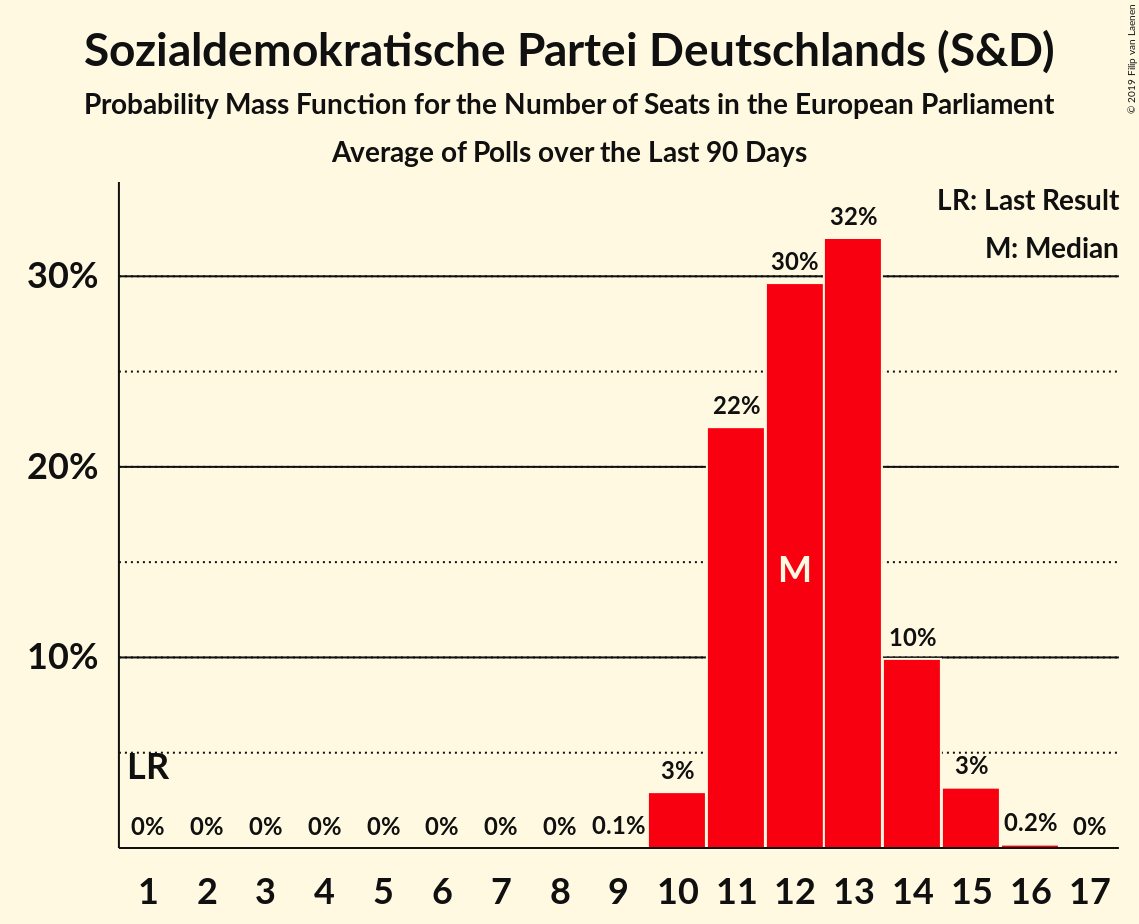 Sozialdemokratische Partei Deutschlands (S&D)
Probability Mass Function for the Number of Seats in the European Parliament
Average of Polls over the Last 90 Days
© 2019 Filip van Laenen
LR: Last Result
M: Median
30%
20%
10%
LR
0% 0% 0% 0% 0% 0% 0% 0% 0.1% 3% 22% 30% 32% 10% 3% 0.2% 0%
M
1 2 3 4 5 6 7 8 9 10 11 12 13 14 15 16 17